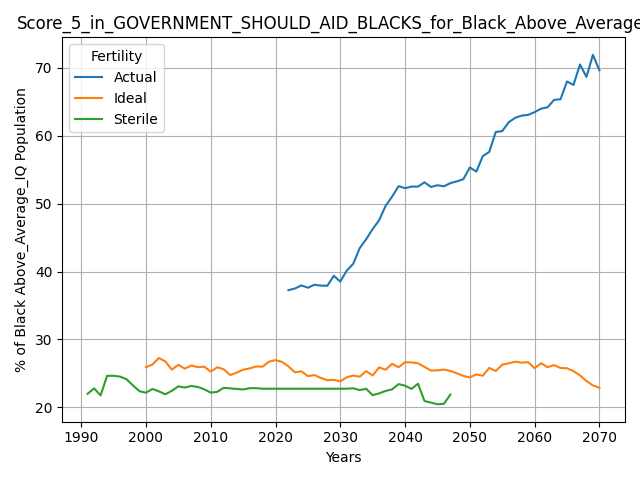 Score_5_in_GOVERNMENT_SHOULD_AID_BLACKS_for_Black_Above_Average
Fertility
Actual
Ideal
Sterile
% of Black Above_Average_IQ Population
70
60
50
40
30
20
1990 2000 2010 2020 2030 2040 2050 2060 2070
Years